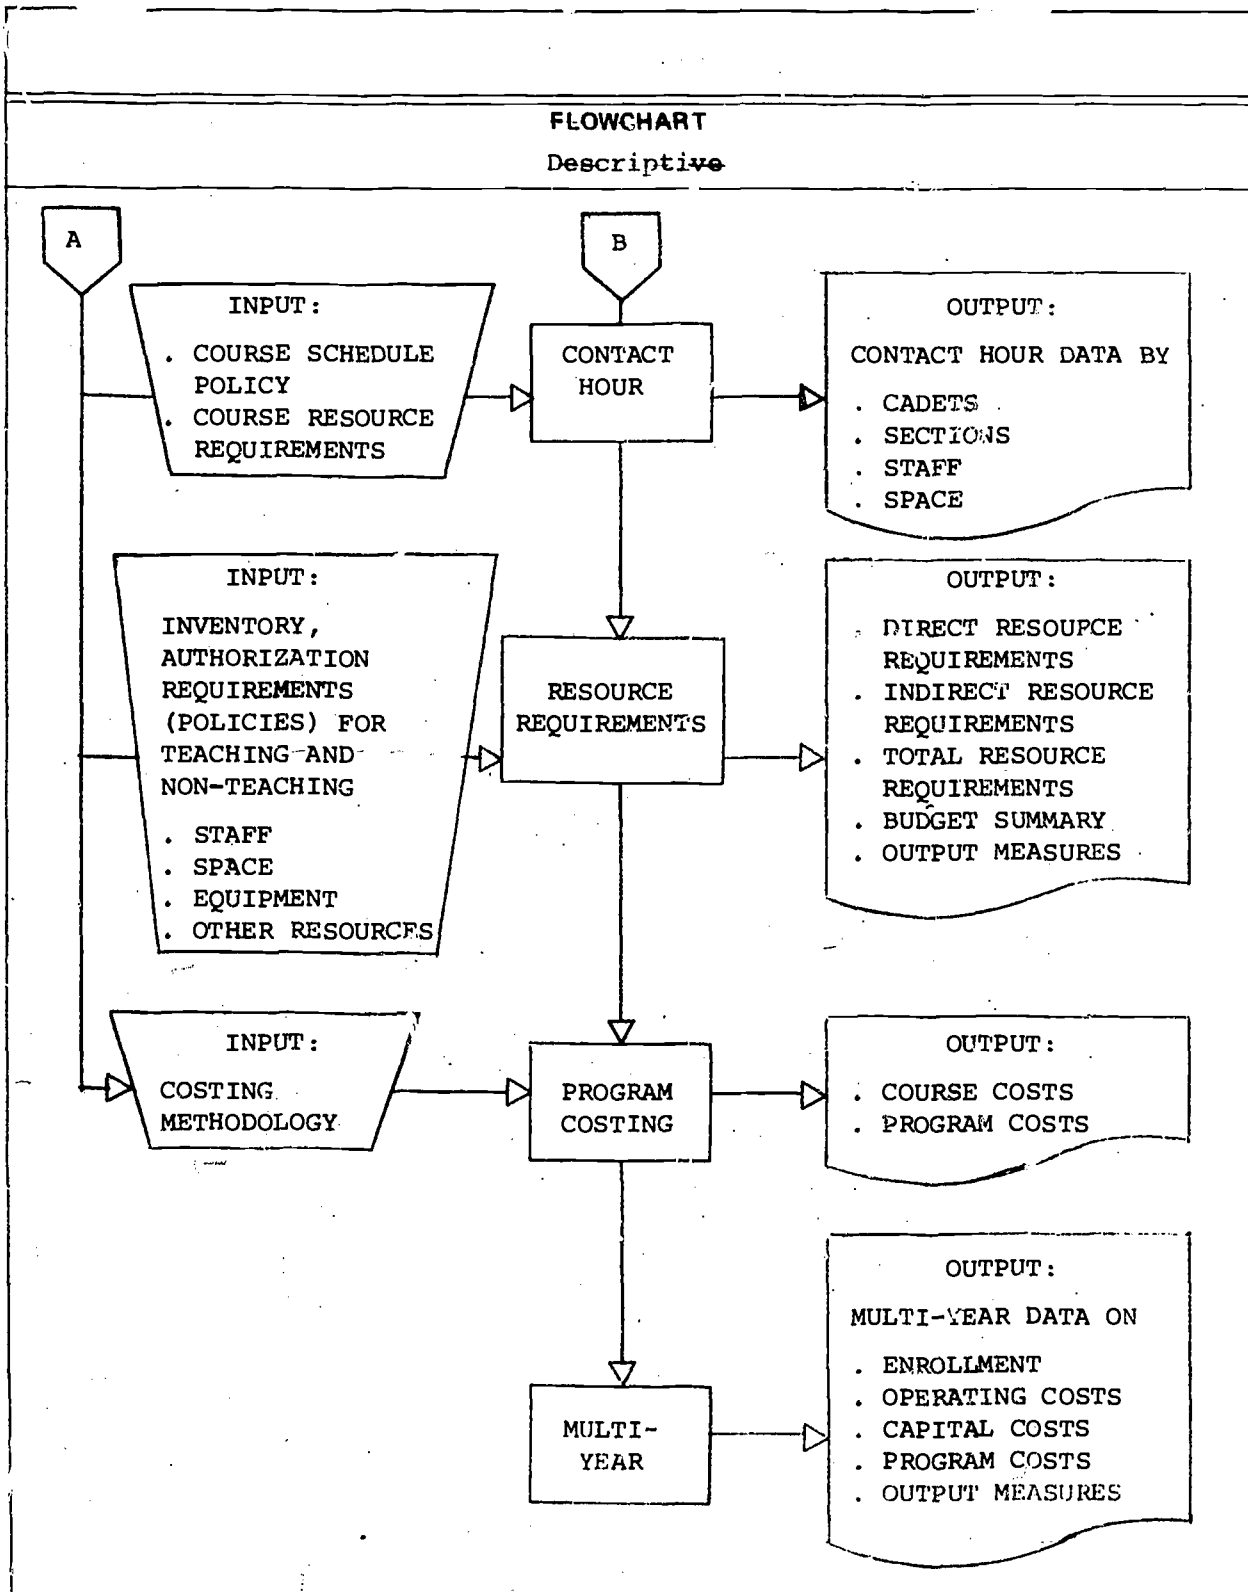 FLOWCHART
Descriptive
A
B
INPUT:
. COURSE SCHEDULE
POLICY
. COURSE RESOURCE
REQUIREMENTS
CONTACT
HOUR
OUTPUT:
CONTACT HOUR DATA BY
. CADETS
. SECTIONS
. STAFF
. SPACE
INPUT:
INVENTORY,
AUTHORIZATION
REQUIREMENTS
(POLICIES) FOR
TEACHING AND
NON-TEACHING
. STAFF
. SPACE
. EQUIPMENT
. OTHER RESOURCES
RESOURCE
REQUIREMENTS
OUTPUT:
. DIRECT RESOURCE
REQUIREMENTS
. INDIRECT RESOURCE
REQUIREMENTS
. TOTAL RESOURCE
REQUIREMENTS
. BUDGET SUMMARY
. OUTPUT MEASURES
INPUT:
COSTING
METHODOLOGY
PROGRAM
COSTING
OUTPUT:
. COURSE COSTS
. PROGRAM COSTS
MULTI-
YEAR
OUTPUT:
MULTI-YEAR DATA ON
. ENROLLMENT
. OPERATING COSTS
. CAPITAL COSTS
. PROGRAM COSTS
. OUTPUT MEASURES